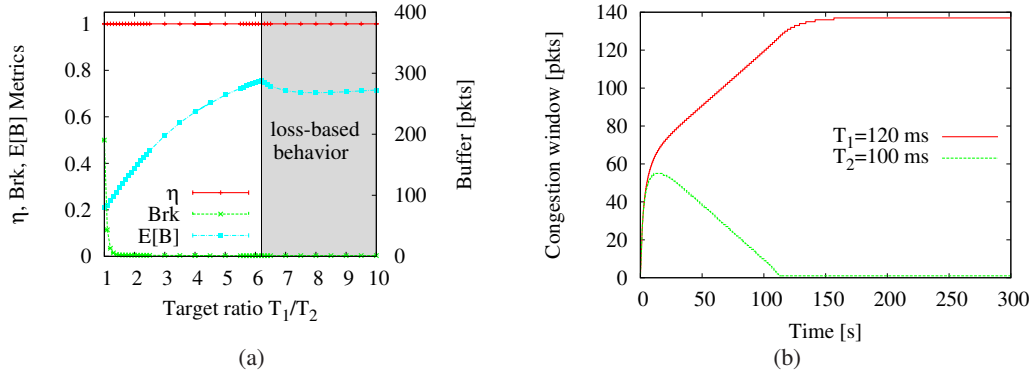 η, Brk, E[B] Metrics
1
0.8
0.6
0.4
0.2
0
400
300
200
100
0
Buffer [pkts]
loss-based
behavior
η
Brk
E[B]
1 2 3 4 5 6 7 8 9 10
Target ratio T1/T2
(a)
Congestion window [pkts]
140
120
100
80
60
40
20
0
T1=120 ms
T2=100 ms
0 50 100 150 200 250 300
Time [s]
(b)